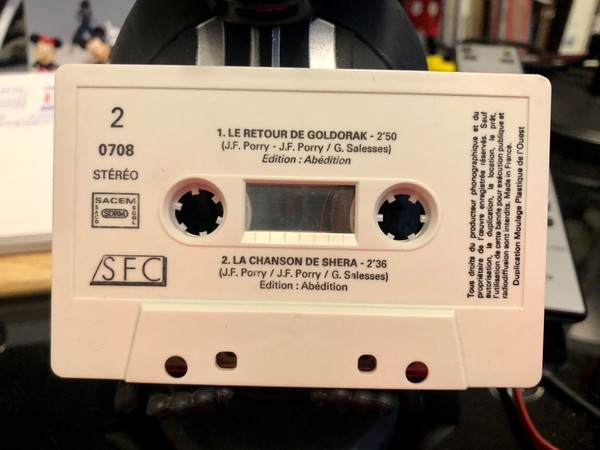 2
0708
STÉRÉO
SACEM
SACD
SDRM
SGDL
SFC
1. LE RETOUR DE GOLDORAK - 2'50
(J.F. Porry - J.F. Porry / G. Salesses)
Edition : Abédition
2. LA CHANSON DE SHERA - 2'36
(J.F. Porry / J.F. Porry / G. Salesses)
Edition : Abédition
Tous droits du producteur phonographique et du
propriétaire de l'œuvre enregistrée réservés. Sauf
autorisation, la duplication, la location, le prêt,
l'utilisation de cette bande pour exécution publique et
radiodiffusion sont interdits. Made in France.
Duplication Moulage Plastique de l'Ouest